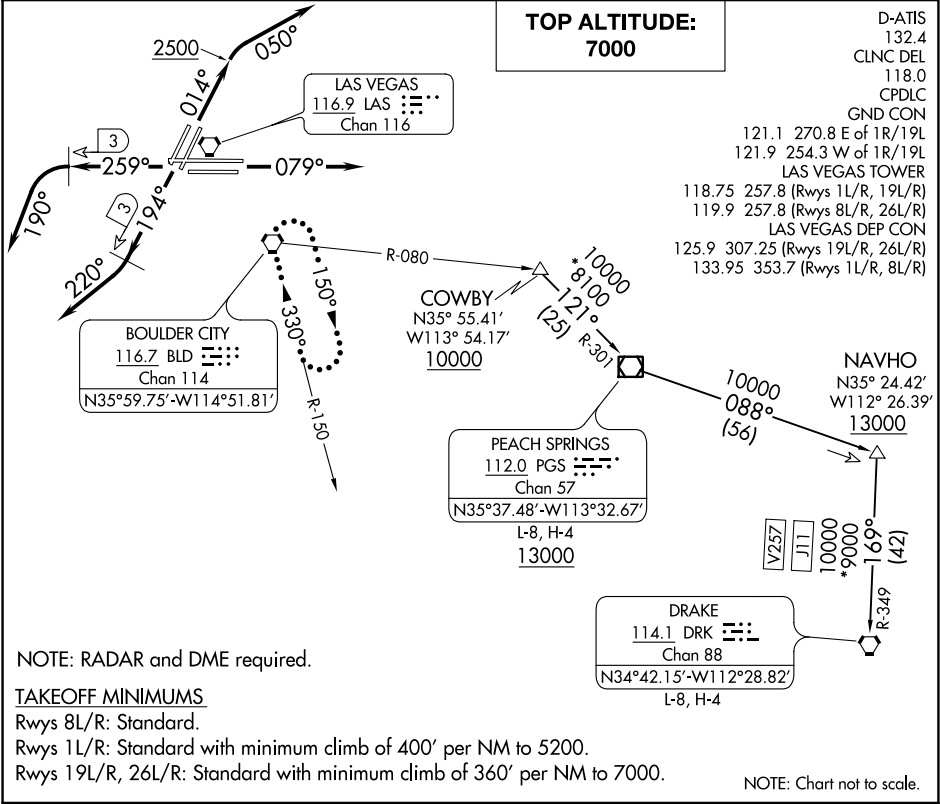 TOP ALTITUDE:
7000
D-ATIS
132.4
CLNC DEL
118.0
CPDLC
GND CON
121.1 270.8 E of 1R/19L
121.9 254.3 W of 1R/19L
LAS VEGAS TOWER
118.75 257.8 (Rwys 1L/R, 19L/R)
119.9 257.8 (Rwys 8L/R, 26L/R)
LAS VEGAS DEP CON
125.9 307.25 (Rwys 19L/R, 26L/R)
133.95 353.7 (Rwys 1L/R, 8L/R)
2500
050°
014°
LAS VEGAS
116.9 LAS
Chan 116
3
259°
079°
190°
3
194°
220°
R-080
150°
330°
R-150
BOULDER CITY
116.7 BLD
Chan 114
N35°59.75'-W114°51.81'
COWBY
N35° 55.41'
W113° 54.17'
10000
10000
*8100
121°
(25)
R-301
PEACH SPRINGS
112.0 PGS
Chan 57
N35°37.48'-W113°32.67'
L-8, H-4
13000
10000
088°
(56)
NAVHO
N35° 24.42'
W112° 26.39'
13000
V257
J11
10000
*9000
169°
(42)
R-349
DRAKE
114.1 DRK
Chan 88
N34°42.15'-W112°28.82'
L-8, H-4
NOTE: RADAR and DME required.
TAKEOFF MINIMUMS
Rwys 8L/R: Standard.
Rwys 1L/R: Standard with minimum climb of 400' per NM to 5200.
Rwys 19L/R, 26L/R: Standard with minimum climb of 360' per NM to 7000.
NOTE: Chart not to scale.